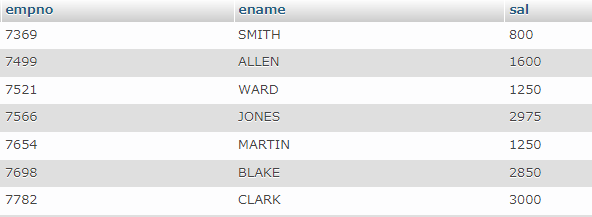 empno ename sal
7369 SMITH 800
7499 ALLEN 1600
7521 WARD 1250
7566 JONES 2975
7654 MARTIN 1250
7698 BLAKE 2850
7782 CLARK 3000